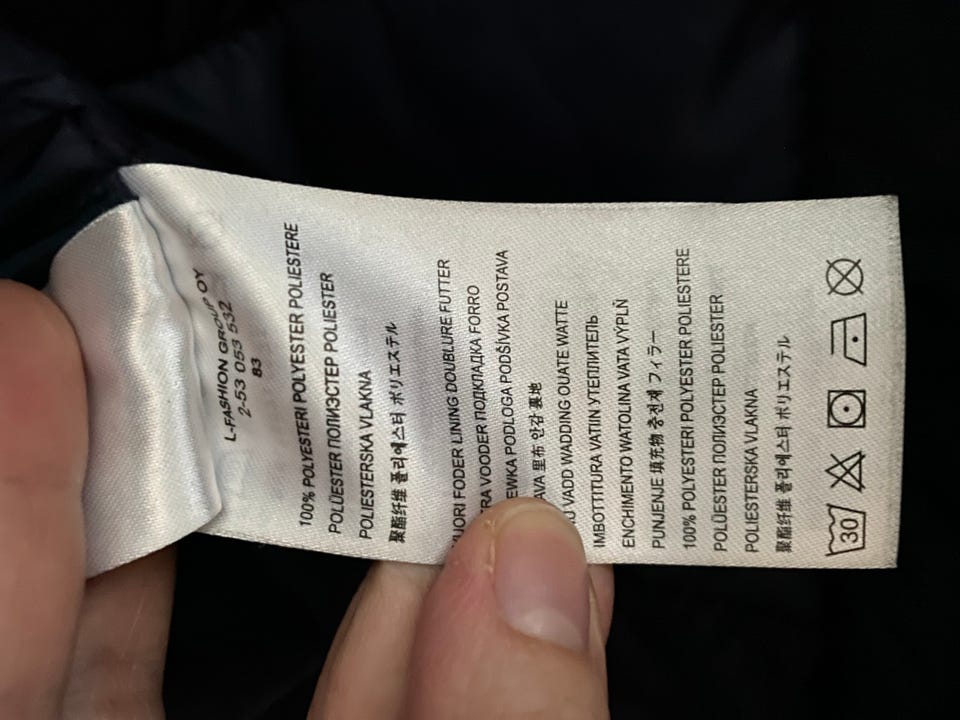 L-FASHION GROUP OY
2-53 053 532
83
100% POLYESTERI POLYESTER POLIESTERE
POLÜESTER ПОЛИЭСТЕР POLIESTER
POLIESTERSKA VLAKNA
聚酯纤维 폴리에스터 ポリエステル
FODER LINING DOUBLURE FUTTER
VOODER ПОДКЛАДКА FORRO
PODLOGA PODŠÍVKA POSTAVA
里布 안감 裏地
VADD WADDING OUATE WATTE
IMBOTTITURA VATIIN УТЕПЛИТЕЛЬ
ENCHIMENTO WATOLINA VATA VÝPLŇ
PUNJENJE 填充物 충전재 フィラー
100% POLYESTERI POLYESTER POLIESTERE
POLÜESTER ПОЛИЭСТЕР POLIESTER
POLIESTERSKA VLAKNA
聚酯纤维 폴리에스터 ポリエステル
30